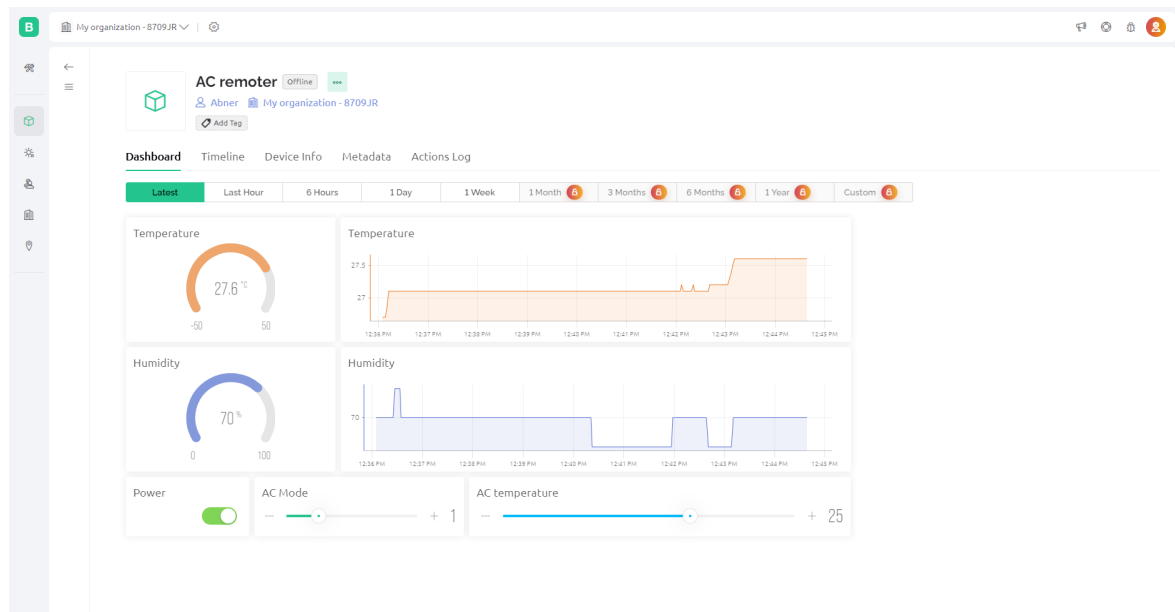 B My organization - 8709JR
AC remoter Offline
Abner My organization - 8709JR
Add Tag
Dashboard Timeline Device Info Metadata Actions Log
Latest Last Hour 6 Hours 1 Day 1 Week 1 Month 3 Months 6 Months 1 Year Custom
Temperature
27.6 °C
-50 50
Temperature
27.5
27
12:36 PM 12:37 PM 12:38 PM 12:39 PM 12:40 PM 12:41 PM 12:42 PM 12:43 PM 12:44 PM 12:45 PM
Humidity
70 %
0 100
Humidity
70
12:36 PM 12:37 PM 12:38 PM 12:39 PM 12:40 PM 12:41 PM 12:42 PM 12:43 PM 12:44 PM 12:45 PM
Power
AC Mode
− + 1
AC temperature
− + 25